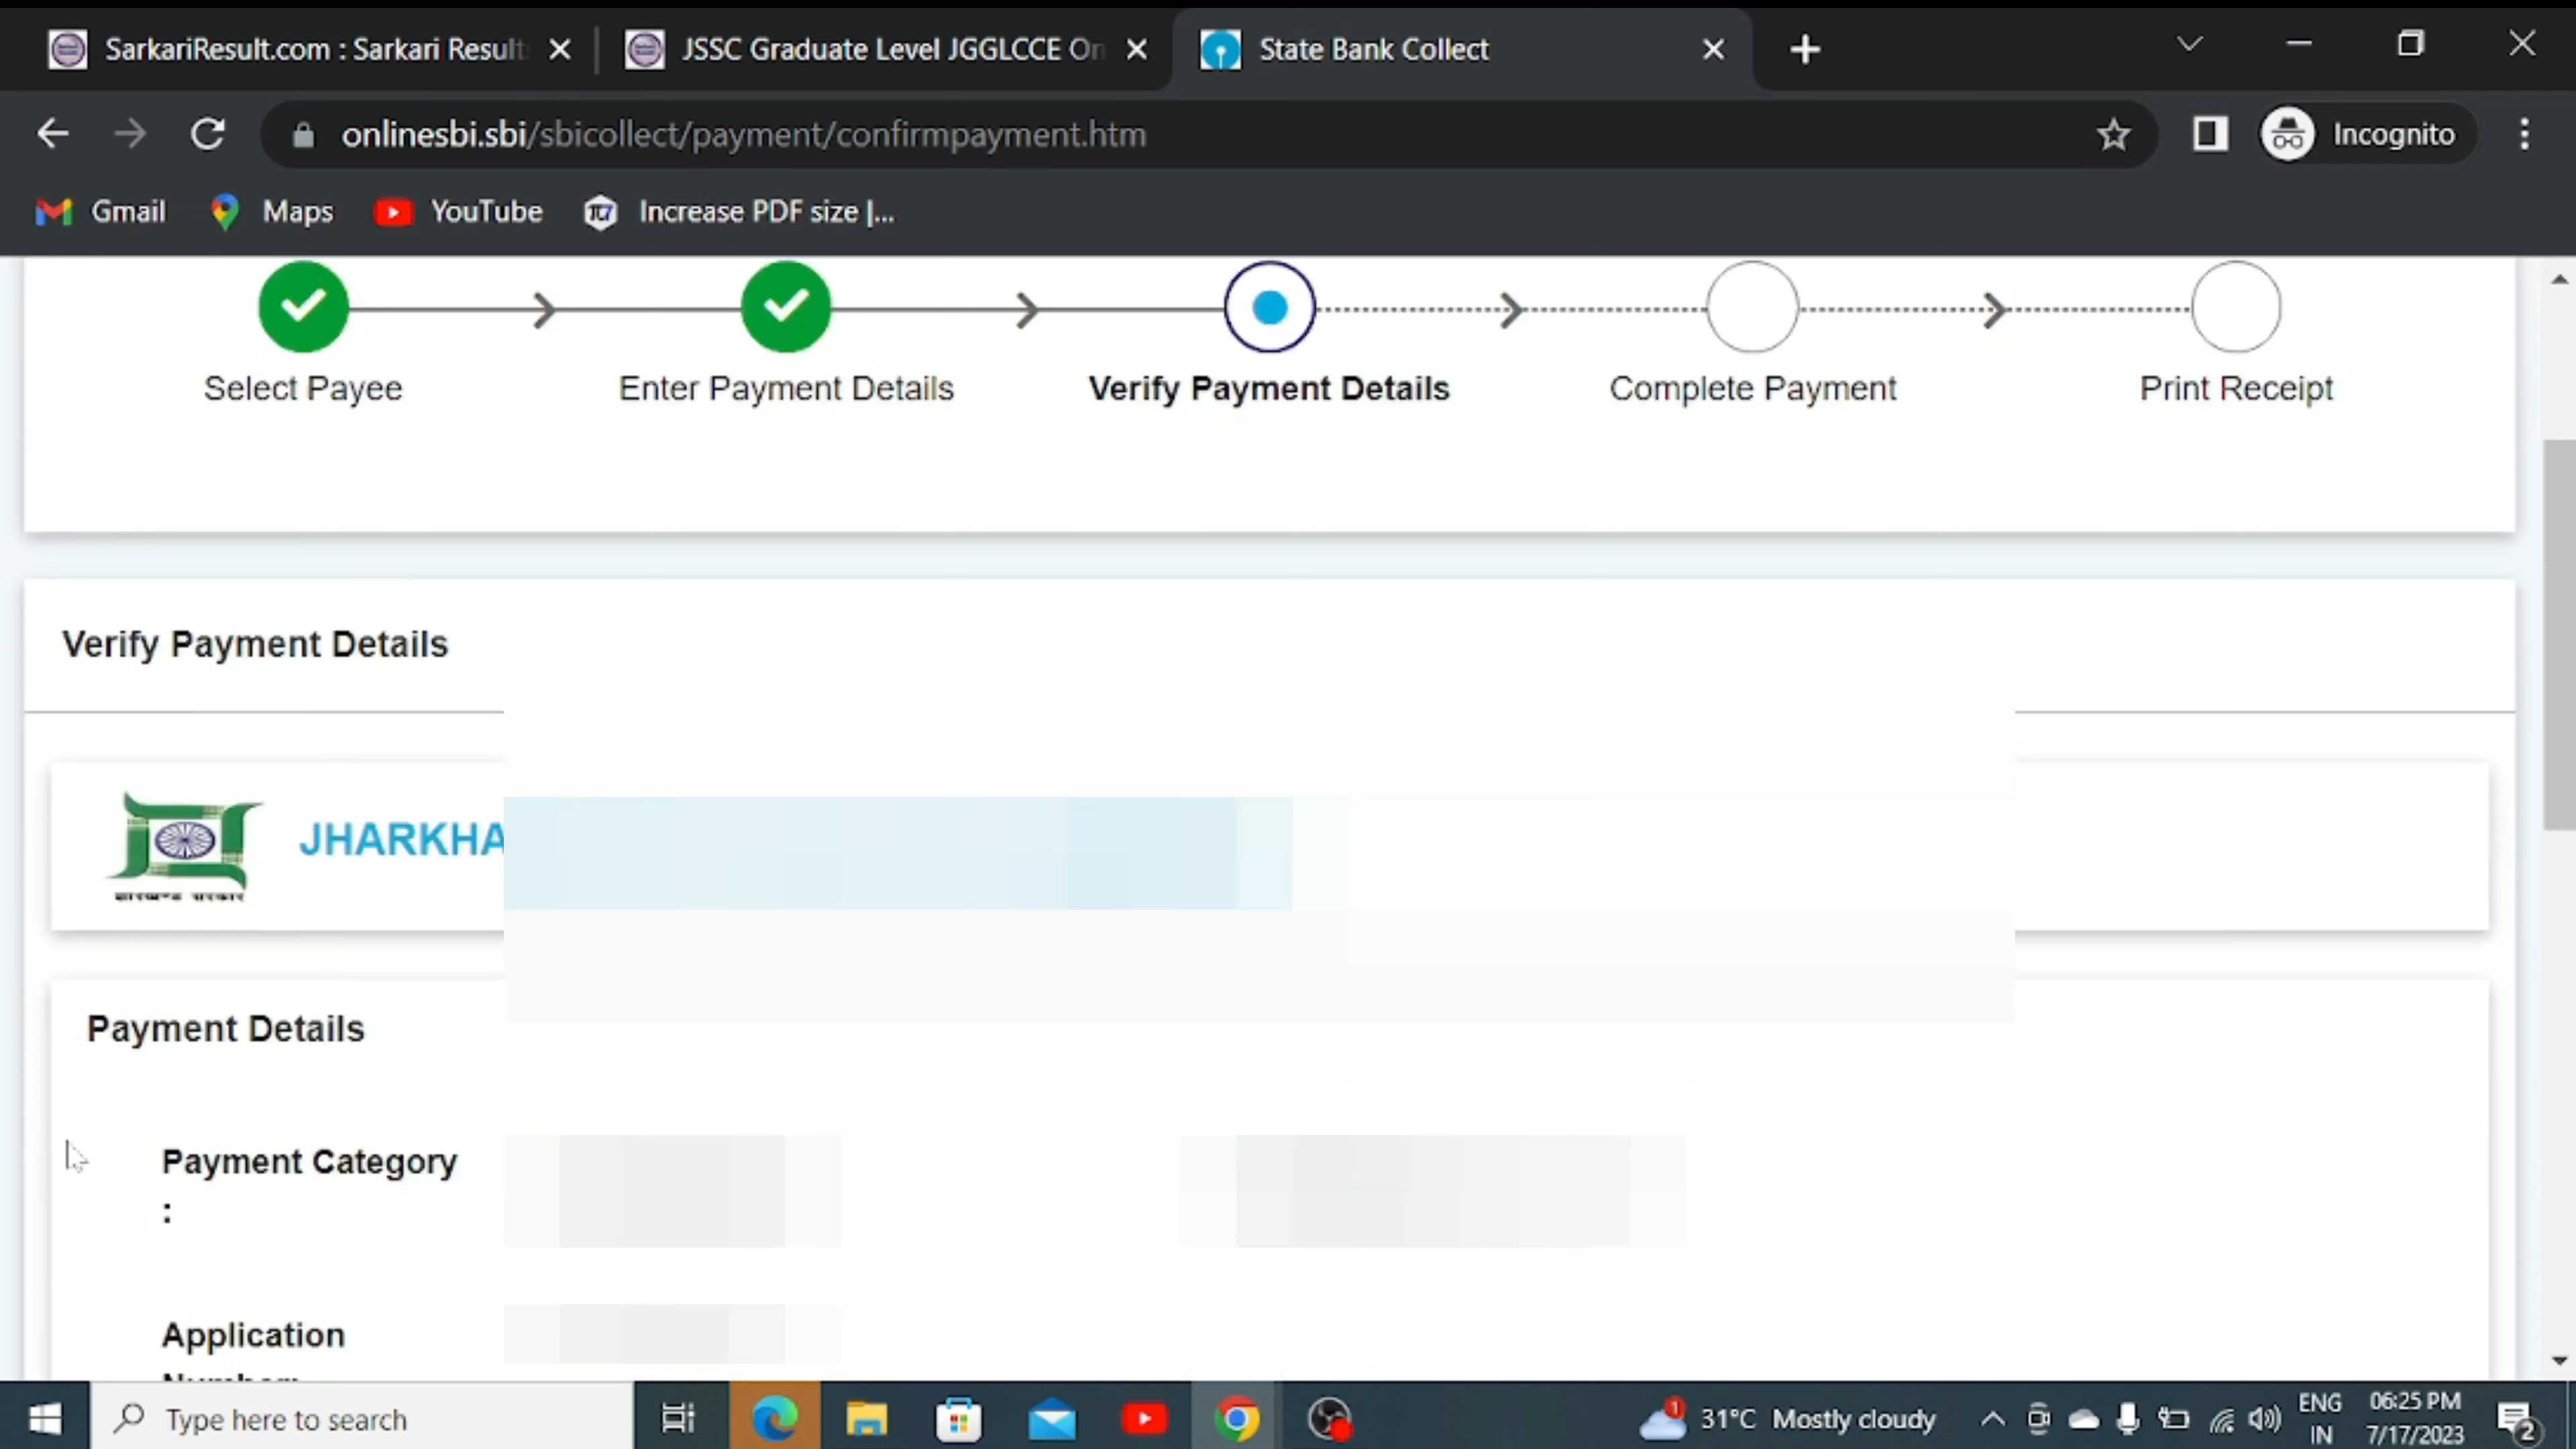 SarkariResult.com : Sarkari Result
JSSC Graduate Level JGGLCCE On
State Bank Collect
onlinesbi.sbi/sbicollect/payment/confirmpayment.htm
Incognito
Gmail
Maps
YouTube
Increase PDF size |...
Select Payee
Enter Payment Details
Verify Payment Details
Complete Payment
Print Receipt
Verify Payment Details
JHARKHA
Payment Details
Payment Category
:
Application
Type here to search
1
31°C Mostly cloudy
ENG
IN
06:25 PM
7/17/2023
2